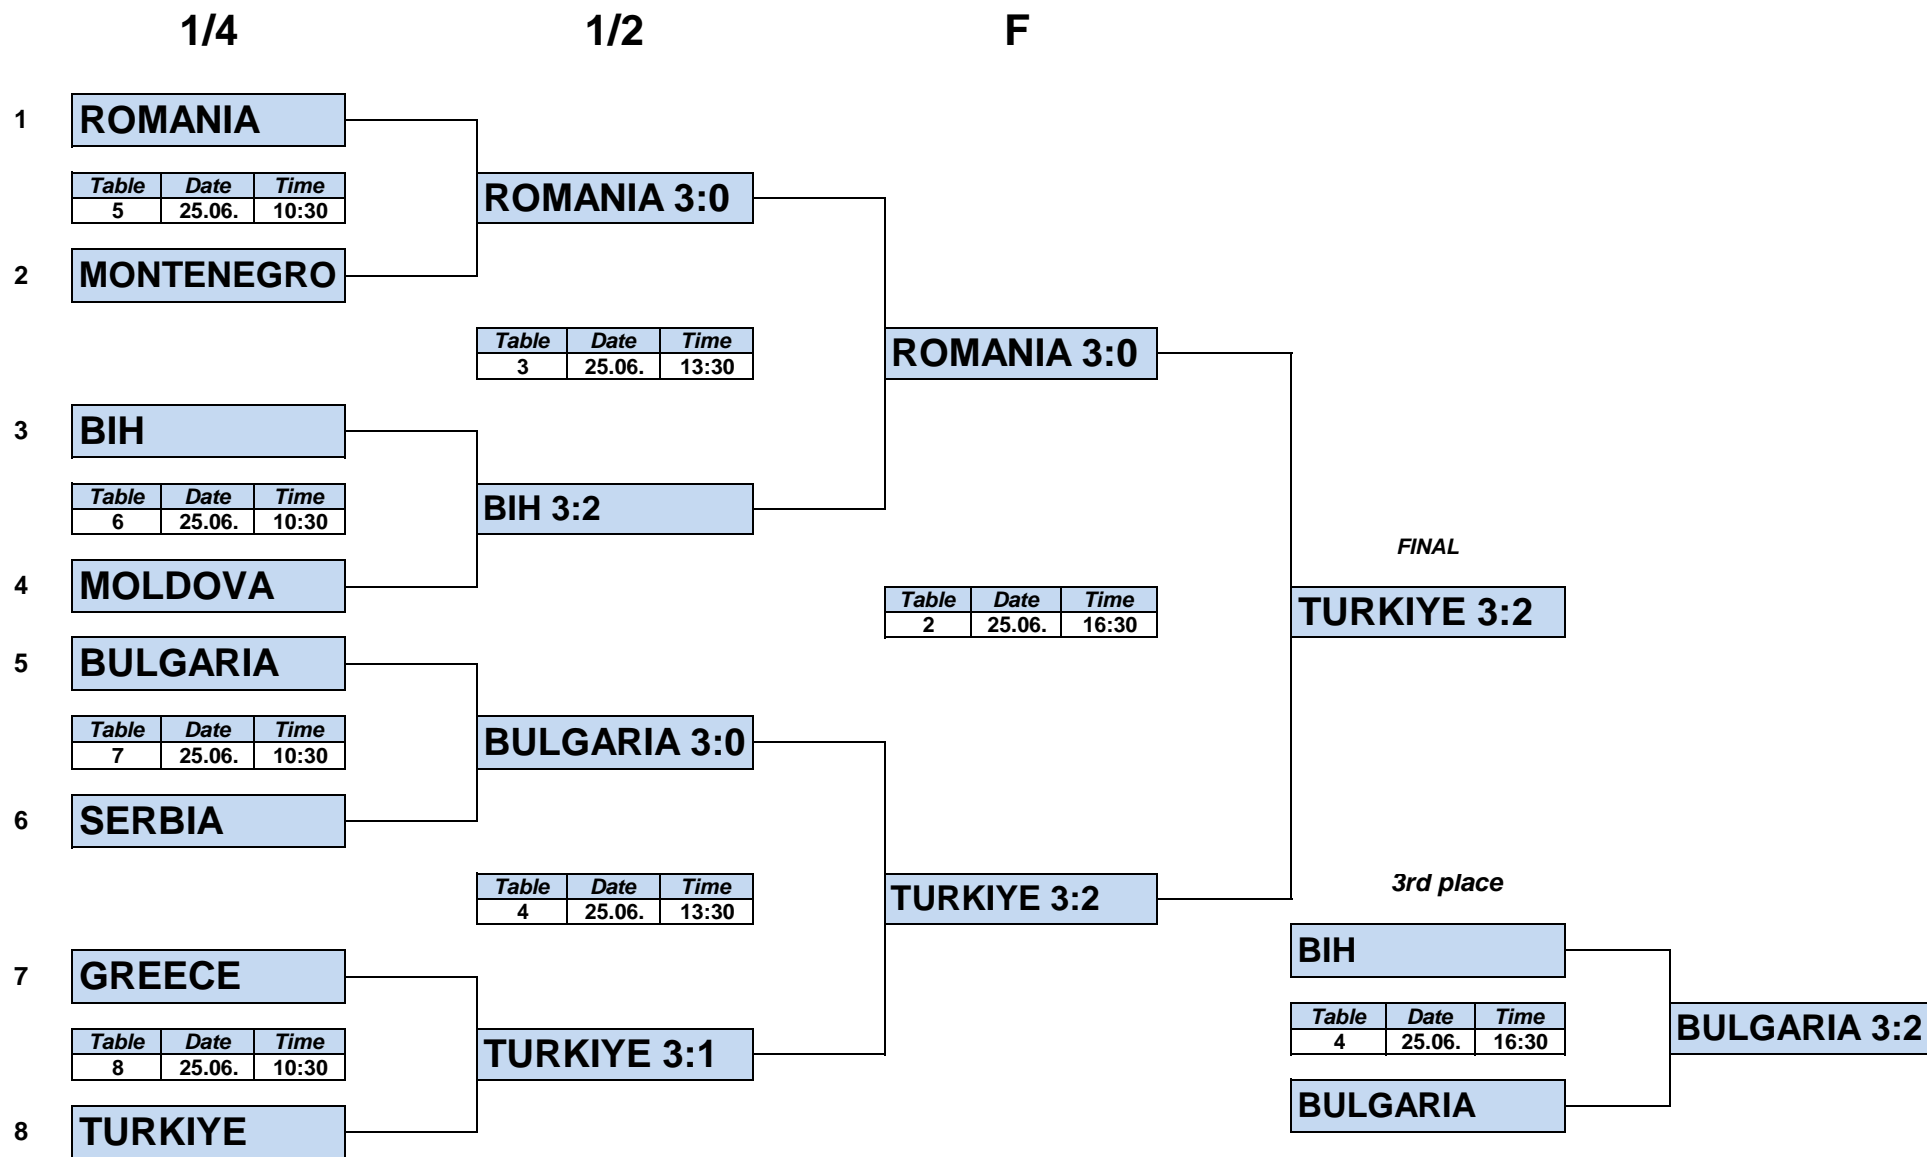 1/4 1/2 F
1 ROMANIA
Table Date Time
5 25.06. 10:30
ROMANIA 3:0
2 MONTENEGRO
Table Date Time
3 25.06. 13:30
ROMANIA 3:0
3 BIH
Table Date Time
6 25.06. 10:30
BIH 3:2
4 MOLDOVA
FINAL
Table Date Time
2 25.06. 16:30
TURKIYE 3:2
5 BULGARIA
Table Date Time
7 25.06. 10:30
BULGARIA 3:0
6 SERBIA
Table Date Time
4 25.06. 13:30
TURKIYE 3:2
3rd place
BIH
7 GREECE
Table Date Time
8 25.06. 10:30
TURKIYE 3:1
Table Date Time
4 25.06. 16:30
BULGARIA 3:2
BULGARIA
8 TURKIYE